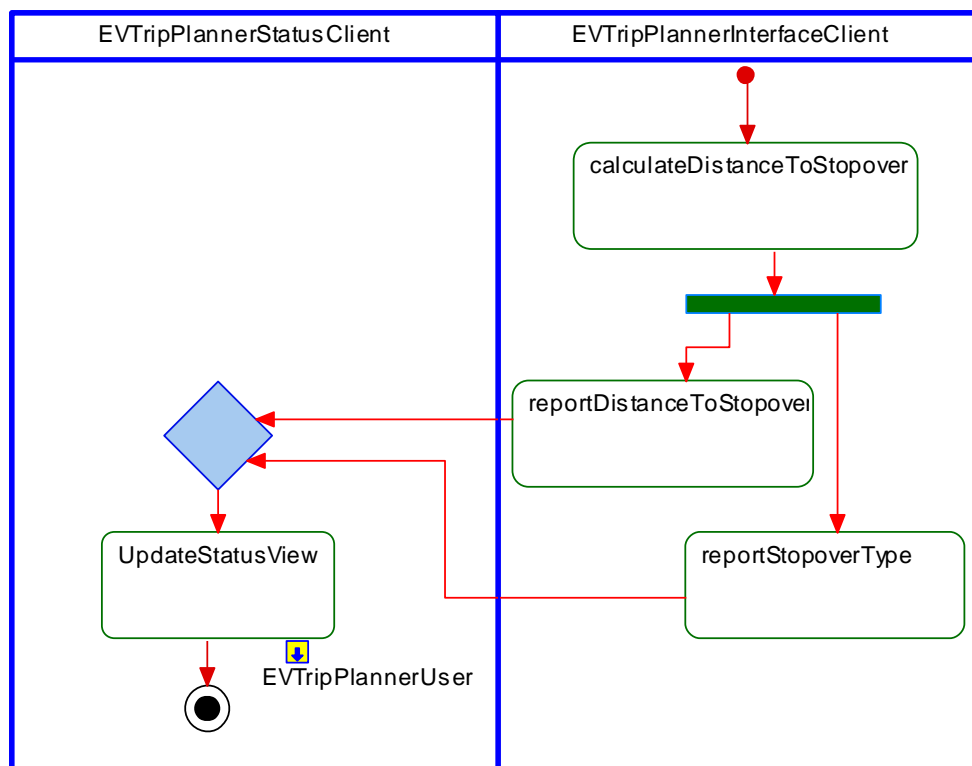 EVTripPlannerStatusClient
EVTripPlannerInterfaceClient
calculateDistanceToStopover
reportDistanceToStopover
UpdateStatusView
reportStopoverType
EVTripPlannerUser